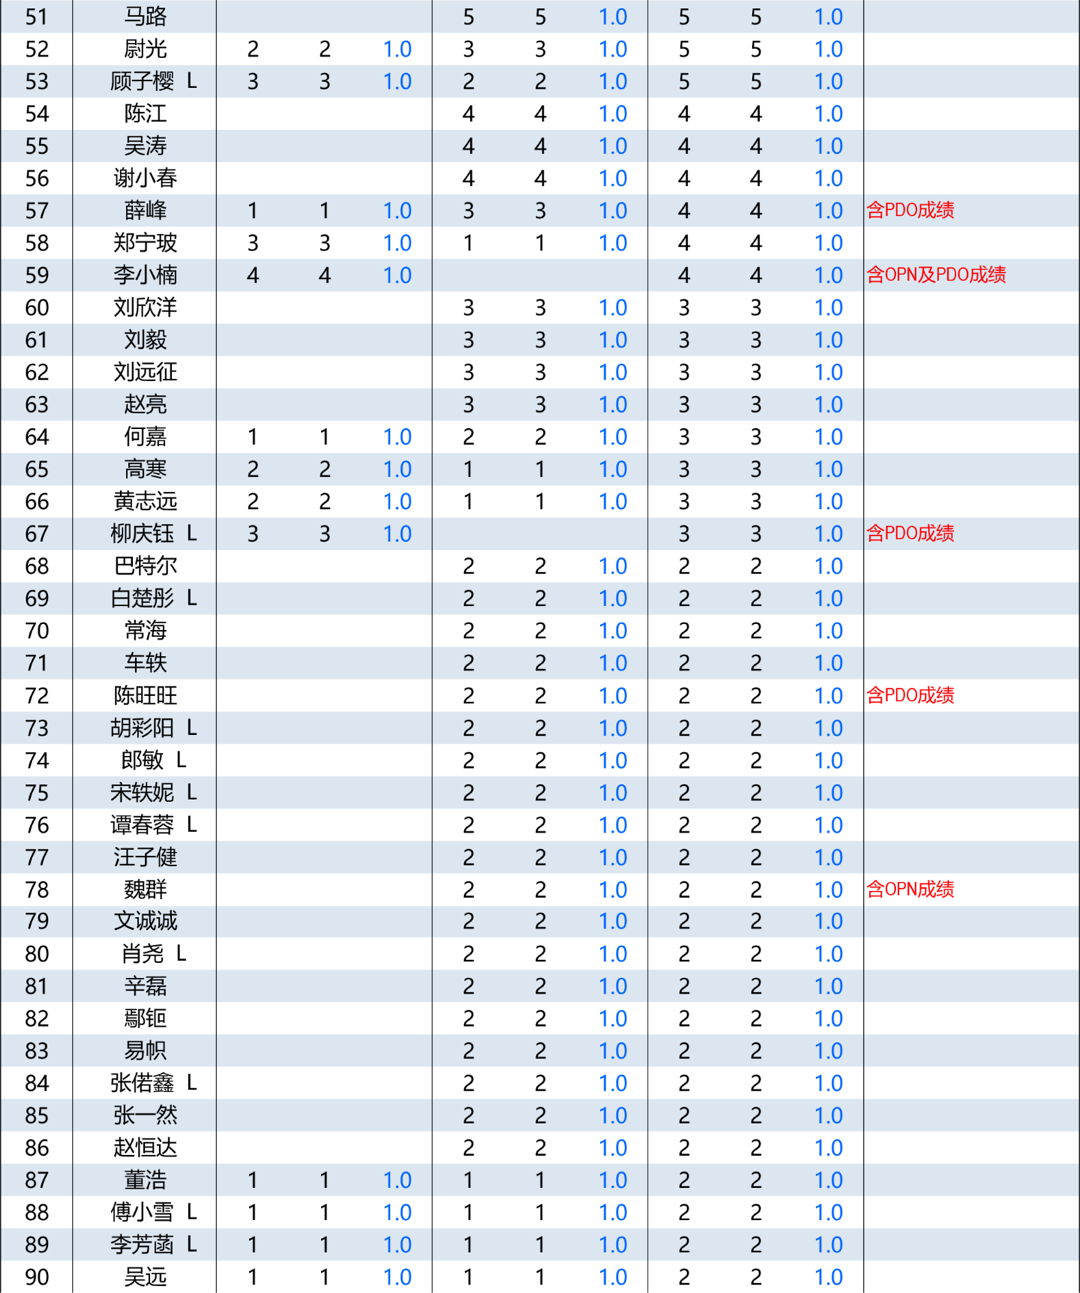 51 马路 5 5 1.0 5 5 1.0
52 尉光 2 2 1.0 3 3 1.0 5 5 1.0
53 顾子樱 L 3 3 1.0 2 2 1.0 5 5 1.0
54 陈江 4 4 1.0 4 4 1.0
55 吴涛 4 4 1.0 4 4 1.0
56 谢小春 4 4 1.0 4 4 1.0
57 薛峰 1 1 1.0 3 3 1.0 4 4 1.0 含PDO成绩
58 郑宁玻 3 3 1.0 1 1 1.0 4 4 1.0
59 李小楠 4 4 1.0 4 4 1.0 含OPN及PDO成绩
60 刘欣洋 3 3 1.0 3 3 1.0
61 刘毅 3 3 1.0 3 3 1.0
62 刘远征 3 3 1.0 3 3 1.0
63 赵亮 3 3 1.0 3 3 1.0
64 何嘉 1 1 1.0 2 2 1.0 3 3 1.0
65 高寒 2 2 1.0 1 1 1.0 3 3 1.0
66 黄志远 2 2 1.0 1 1 1.0 3 3 1.0
67 柳庆钰 L 3 3 1.0 3 3 1.0 含PDO成绩
68 巴特尔 2 2 1.0 2 2 1.0
69 白楚彤 L 2 2 1.0 2 2 1.0
70 常海 2 2 1.0 2 2 1.0
71 车轶 2 2 1.0 2 2 1.0
72 陈旺旺 2 2 1.0 2 2 1.0 含PDO成绩
73 胡彩阳 L 2 2 1.0 2 2 1.0
74 郎敏 L 2 2 1.0 2 2 1.0
75 宋轶妮 L 2 2 1.0 2 2 1.0
76 谭春蓉 L 2 2 1.0 2 2 1.0
77 汪子健 2 2 1.0 2 2 1.0
78 魏群 2 2 1.0 2 2 1.0 含OPN成绩
79 文诚诚 2 2 1.0 2 2 1.0
80 肖尧 L 2 2 1.0 2 2 1.0
81 辛磊 2 2 1.0 2 2 1.0
82 鄢钷 2 2 1.0 2 2 1.0
83 易帜 2 2 1.0 2 2 1.0
84 张偌鑫 L 2 2 1.0 2 2 1.0
85 张一然 2 2 1.0 2 2 1.0
86 赵恒达 2 2 1.0 2 2 1.0
87 董浩 1 1 1.0 1 1 1.0 2 2 1.0
88 傅小雪 L 1 1 1.0 1 1 1.0 2 2 1.0
89 李芳菡 L 1 1 1.0 1 1 1.0 2 2 1.0
90 吴远 1 1 1.0 1 1 1.0 2 2 1.0